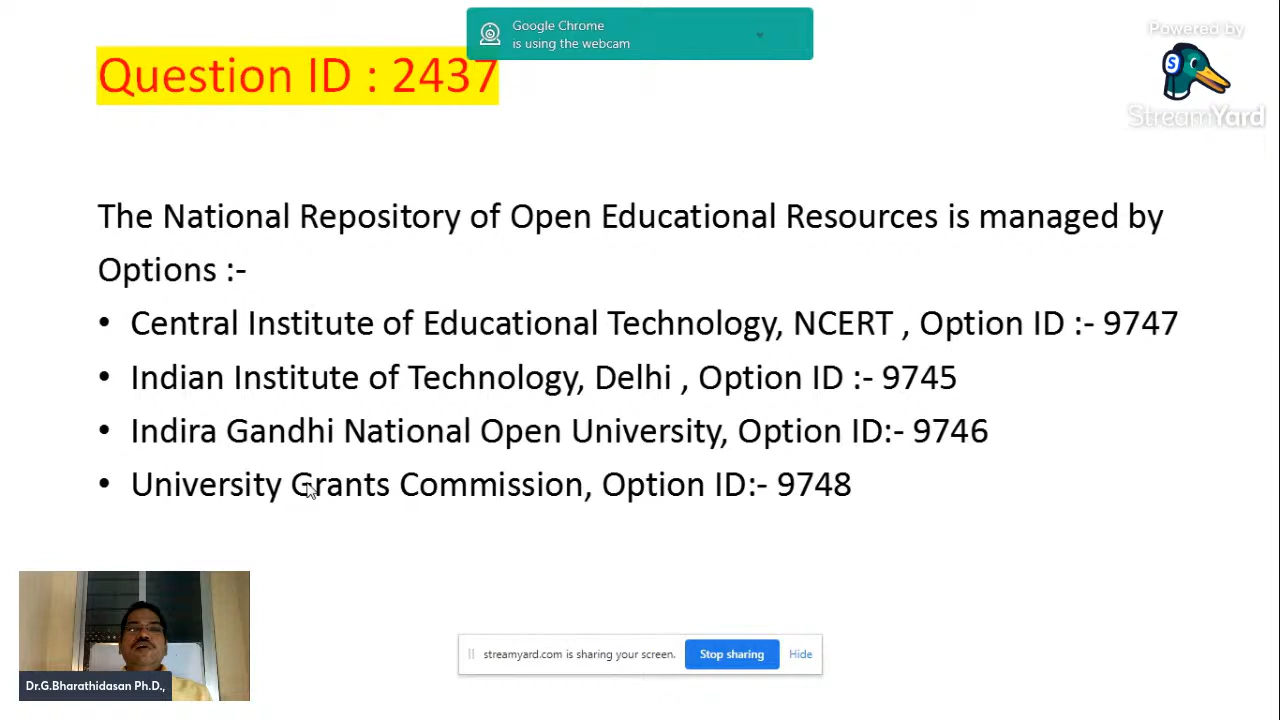 Google Chrome
is using the webcam
Powered by
StreamYard
Question ID : 2437
The National Repository of Open Educational Resources is managed by
Options :-
• Central Institute of Educational Technology, NCERT , Option ID :- 9747
• Indian Institute of Technology, Delhi , Option ID :- 9745
• Indira Gandhi National Open University, Option ID:- 9746
• University Grants Commission, Option ID:- 9748
Dr.G.Bharathidasan Ph.D.,
streamyard.com is sharing your screen. Stop sharing Hide